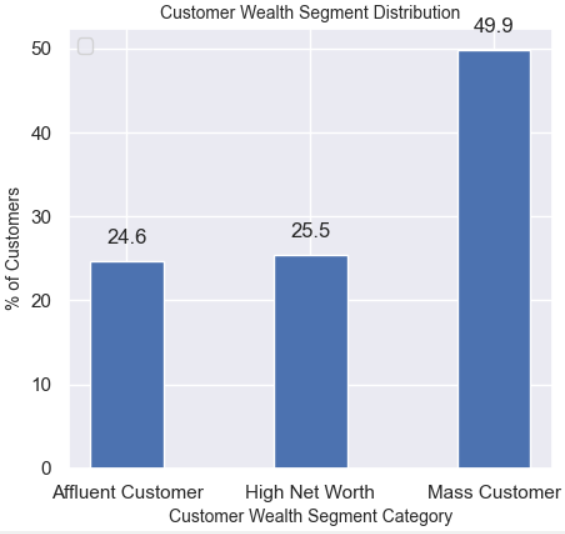 Customer Wealth Segment Distribution
49.9
50
40
30
25.5
24.6
20
10
0
% of Customers
Affluent Customer High Net Worth Mass Customer
Customer Wealth Segment Category